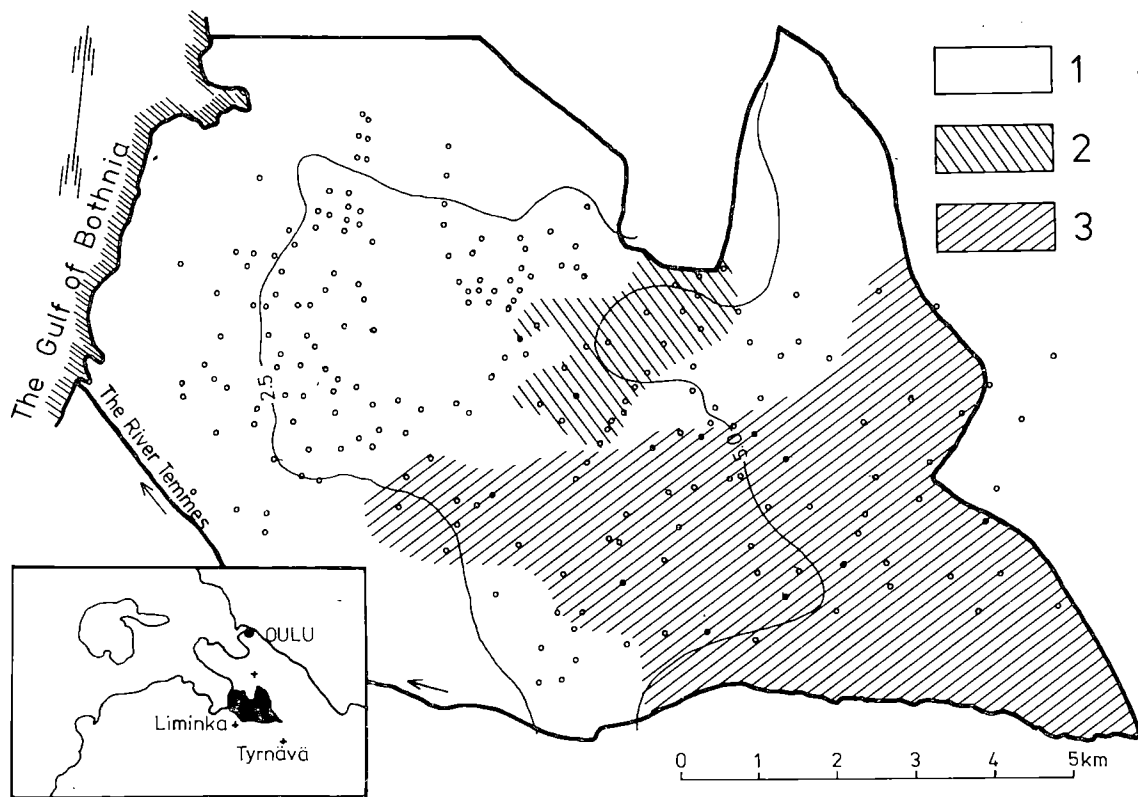 The Gulf of Bothnia
The River Temmes
1
2
3
2.5
0.5
OULU
Liminka
Tyrnävä
0 1 2 3 4 5km